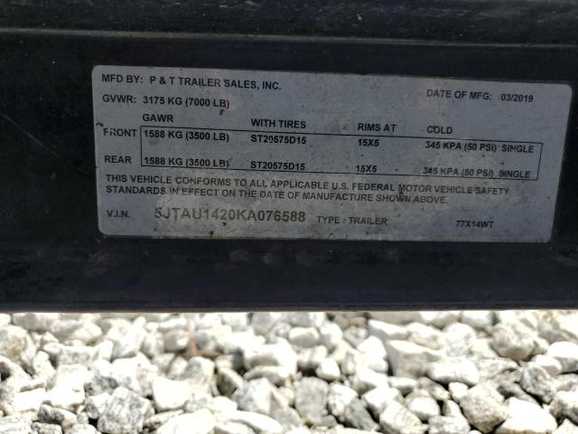 MFD BY: P & T TRAILER SALES, INC.
DATE OF MFG: 03/2019
GVWR: 3175 KG (7000 LB)
GAWR WITH TIRES RIMS AT COLD
FRONT 1588 KG (3500 LB) ST20575D15 15X5 345 KPA (50 PSI) SINGLE
REAR 1588 KG (3500 LB) ST20575D15 15X5 345 KPA (50 PSI) SINGLE
THIS VEHICLE CONFORMS TO ALL APPLICABLE U.S. FEDERAL MOTOR VEHICLE SAFETY
STANDARDS IN EFFECT ON THE DATE OF MANUFACTURE SHOWN ABOVE.
V.I.N. 5JTAU1420KA076588 TYPE: TRAILER 77X14WT